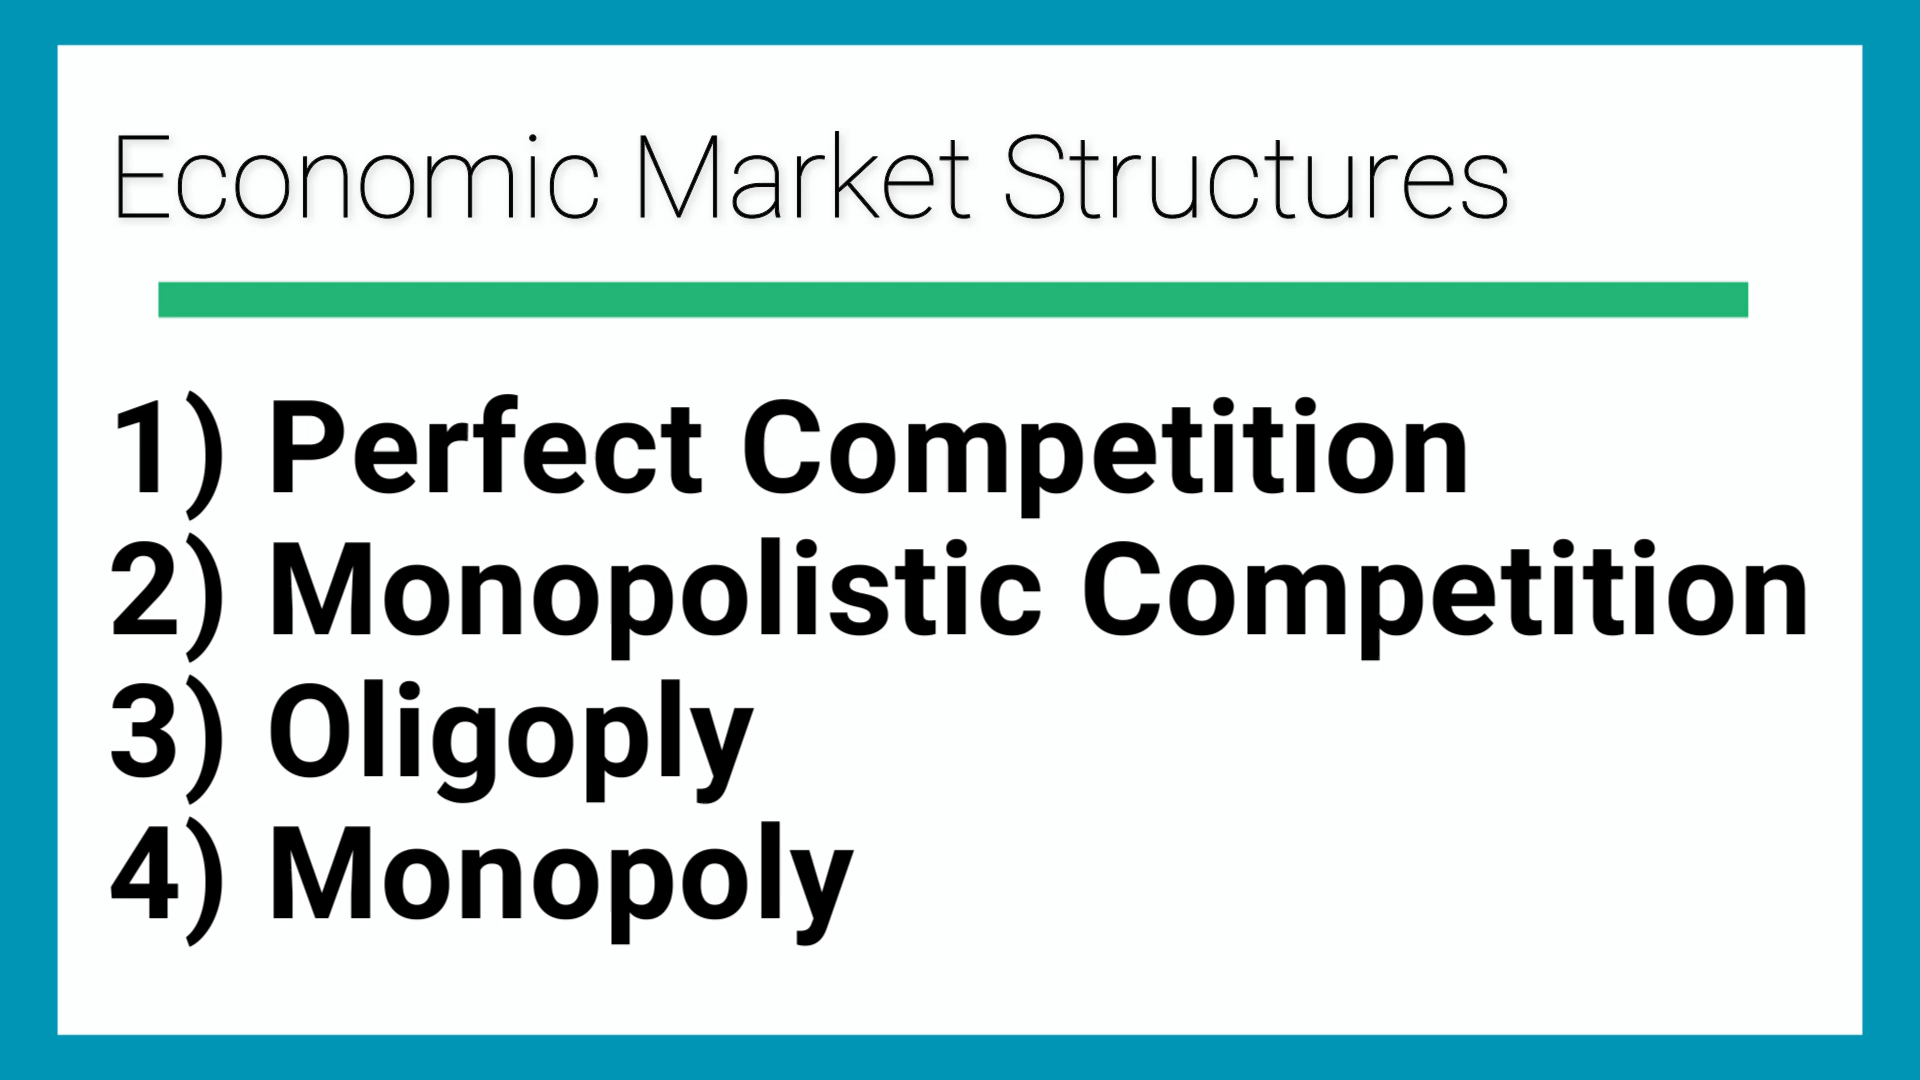 Economic Market Structures
1) Perfect Competition
2) Monopolistic Competition
3) Oligoply
4) Monopoly